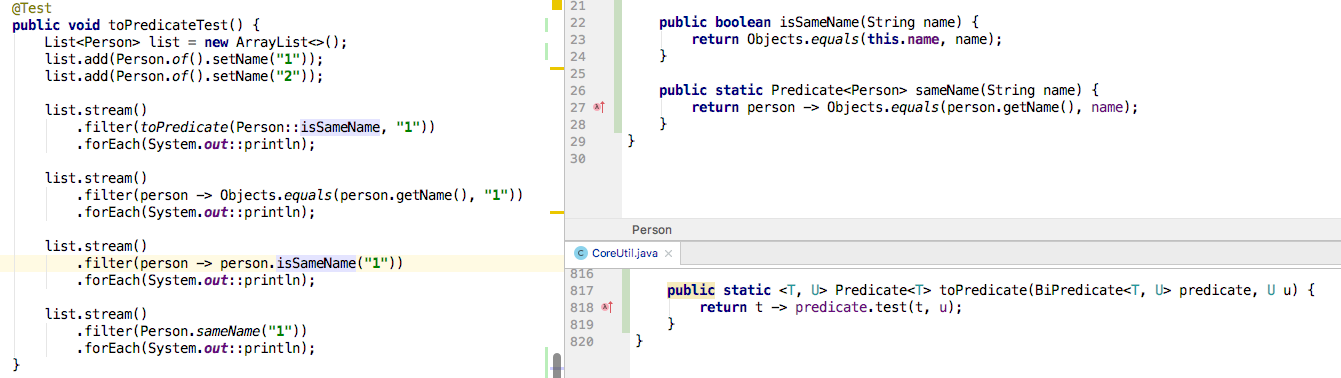 @Test
public void toPredicateTest() {
    List<Person> list = new ArrayList<>();
    list.add(Person.of().setName("1"));
    list.add(Person.of().setName("2"));

    list.stream()
        .filter(toPredicate(Person::isSameName, "1"))
        .forEach(System.out::println);

    list.stream()
        .filter(person -> Objects.equals(person.getName(), "1"))
        .forEach(System.out::println);

    list.stream()
        .filter(person -> person.isSameName("1"))
        .forEach(System.out::println);

    list.stream()
        .filter(Person.sameName("1"))
        .forEach(System.out::println);
}
21
22    public boolean isSameName(String name) {
23        return Objects.equals(this.name, name);
24    }
25
26    public static Predicate<Person> sameName(String name) {
27        return person -> Objects.equals(person.getName(), name);
28    }
29 }
30
Person
C CoreUtil.java ×
816
817    public static <T, U> Predicate<T> toPredicate(BiPredicate<T, U> predicate, U u) {
818        return t -> predicate.test(t, u);
819    }
820 }